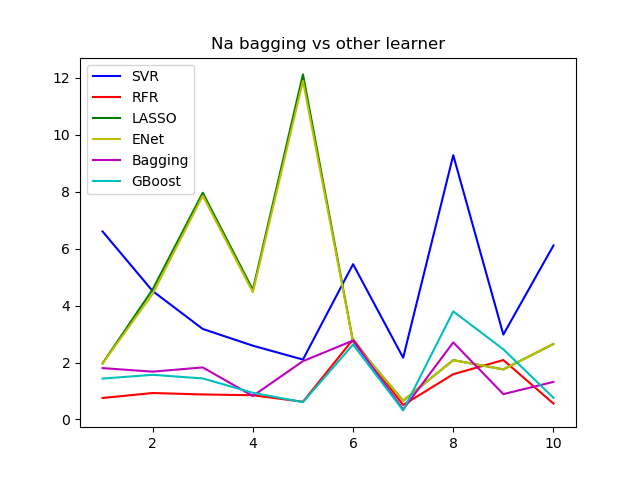 Na bagging vs other learner
SVR
RFR
LASSO
ENet
Bagging
GBoost
12
10
8
6
4
2
0
2 4 6 8 10